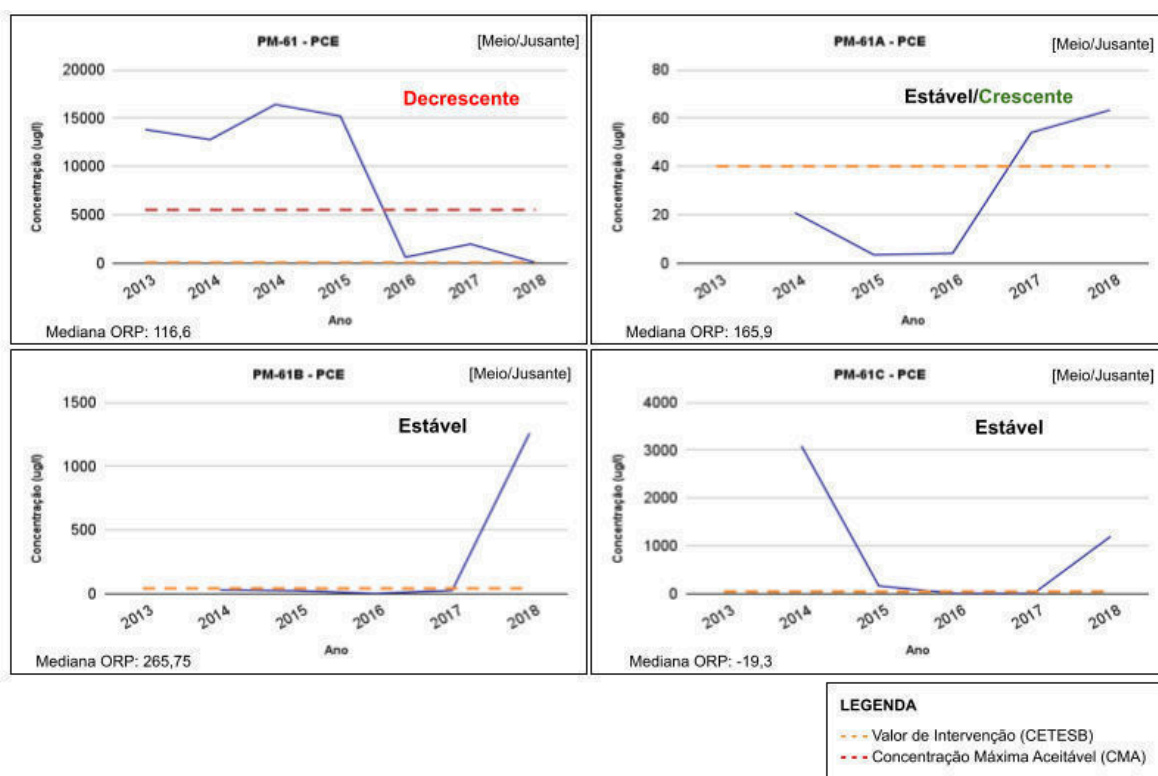 PM-61 - PCE
[Meio/Jusante]
Decrescente
Concentração (ug/l)
20000
15000
10000
5000
0
2013
2014
2014
2015
2016
2017
2018
Ano
Mediana ORP: 116,6
PM-61A - PCE
[Meio/Jusante]
Estável/Crescente
Concentração (ug/l)
80
60
40
20
0
2013
2014
2015
2016
2017
2018
Ano
Mediana ORP: 165,9
PM-61B - PCE
[Meio/Jusante]
Estável
Concentração (ug/l)
1500
1000
500
0
2013
2014
2015
2016
2017
2018
Ano
Mediana ORP: 265,75
PM-61C - PCE
[Meio/Jusante]
Estável
Concentração (ug/l)
4000
3000
2000
1000
0
2013
2014
2015
2016
2017
2018
Ano
Mediana ORP: -19,3
LEGENDA
Valor de Intervenção (CETESB)
Concentração Máxima Aceitável (CMA)